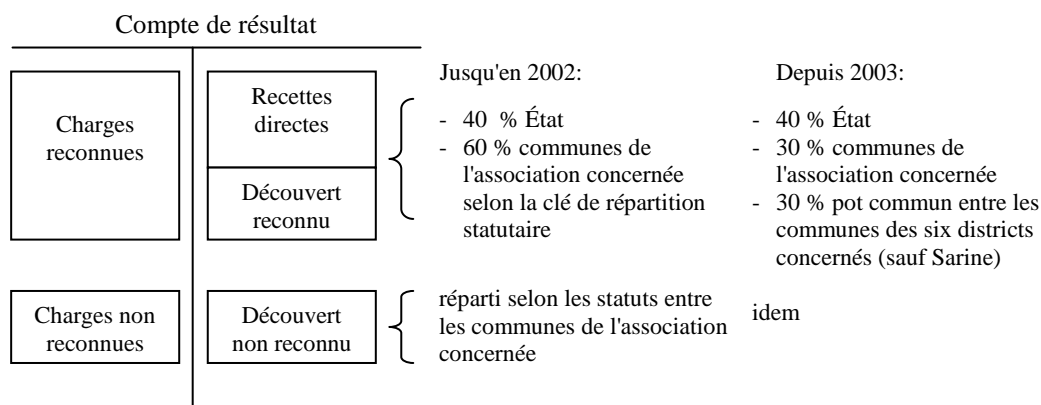 Compte de résultat
Charges
reconnues
Recettes
directes
Découvert
reconnu
Jusqu'en 2002:
- 40 % État
- 60 % communes de
l'association concernée
selon la clé de répartition
statutaire
Depuis 2003:
- 40 % État
- 30 % communes de
l'association concernée
- 30 % pot commun entre les
communes des six districts
concernés (sauf Sarine)
Charges non
reconnues
Découvert
non reconnu
réparti selon les statuts entre
les communes de l'association
concernée
idem